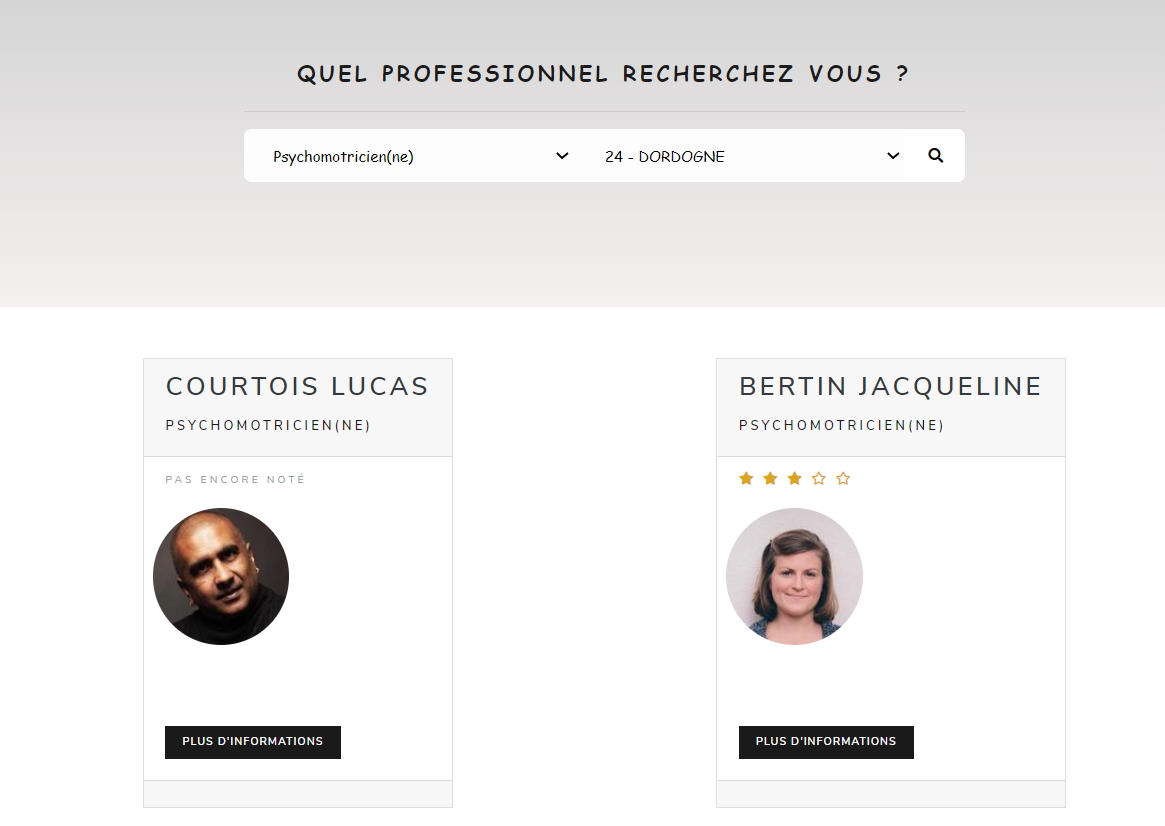 QUEL PROFESSIONNEL RECHERCHEZ VOUS ?
Psychomotricien(ne)
24 - DORDOGNE
COURTOIS LUCAS
PSYCHOMOTRICIEN(NE)
PAS ENCORE NOTÉ
PLUS D'INFORMATIONS
BERTIN JACQUELINE
PSYCHOMOTRICIEN(NE)
PLUS D'INFORMATIONS